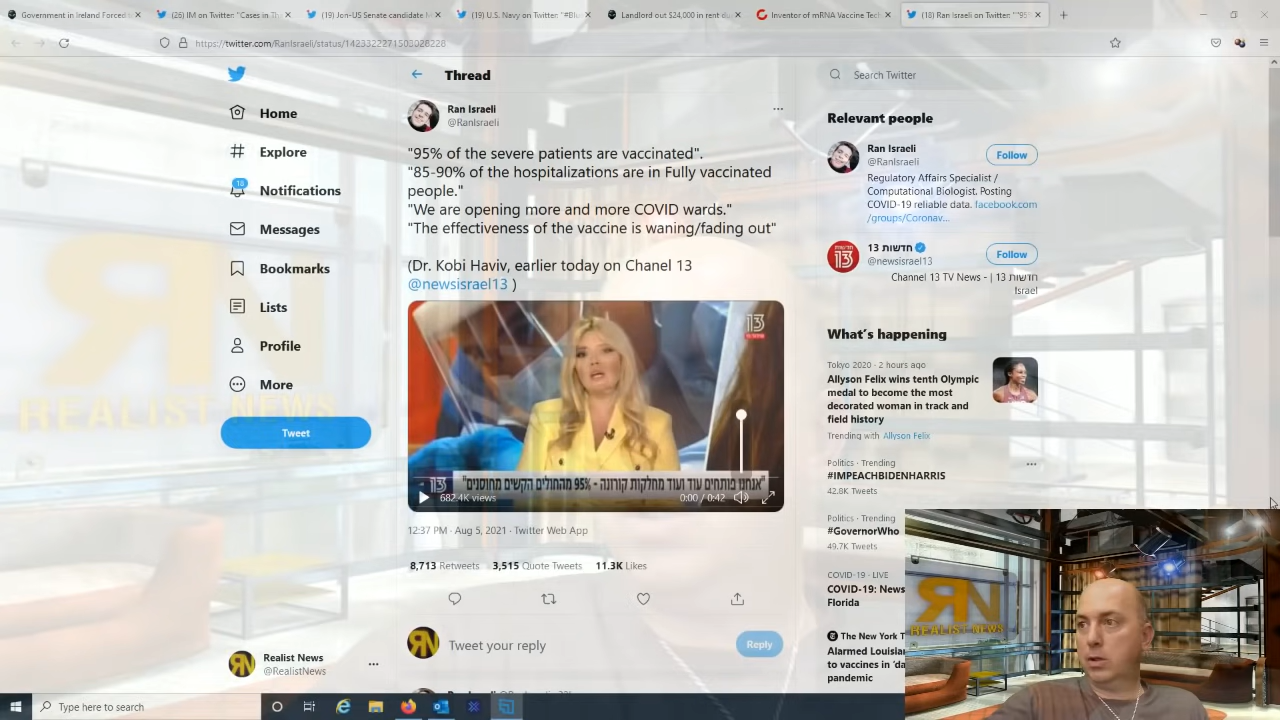 Government in Ireland Forced
(26) IM on Twitter: "Cases in Th
(19) Jon-US Senate candidate
(19) U.S. Navy on Twitter: "#Bl
Landlord out $24,000 in rent
Inventor of mRNA Vaccine Tech
(18) Ran Israeli on Twitter: ""95
https://twitter.com/RanIsraeli/status/1423322271503028228
Home
Explore
18
Notifications
Messages
Bookmarks
Lists
Profile
More
Tweet
Realist News
@RealistNews
Thread
Ran Israeli
@RanIsraeli
"95% of the severe patients are vaccinated".
"85-90% of the hospitalizations are in Fully vaccinated
people."
"We are opening more and more COVID wards."
"The effectiveness of the vaccine is waning/fading out"
(Dr. Kobi Haviv, earlier today on Chanel 13
@newsisrael13 )
13
"אנחנו פותחים עוד ועוד מחלקות קורונה - 95% מהחולים הקשים מחוסנים"
13
682.4K views
0:00 / 0:42
12:37 PM · Aug 5, 2021 · Twitter Web App
8,713 Retweets 3,515 Quote Tweets 11.3K Likes
Tweet your reply
Reply
Search Twitter
Relevant people
Ran Israeli
@RanIsraeli
Follow
Regulatory Affairs Specialist /
Computational Biologist. Posting
COVID-19 reliable data. facebook.com
/groups/Coronav...
חדשות 13
@newsisrael13
Follow
Channel 13 TV News - | חדשות 13
Israel
What's happening
Tokyo 2020 · 2 hours ago
Allyson Felix wins tenth Olympic
medal to become the most
decorated woman in track and
field history
Trending with Allyson Felix
Politics · Trending
#IMPEACHBIDENHARRIS
42.8K Tweets
Politics · Trending
#GovernorWho
49.7K Tweets
COVID-19 · LIVE
COVID-19: News
Florida
The New York T
Alarmed Louisian
to vaccines in 'da
pandemic
RN
REALIST NEWS
RN
REALIST NEWS
Type here to search